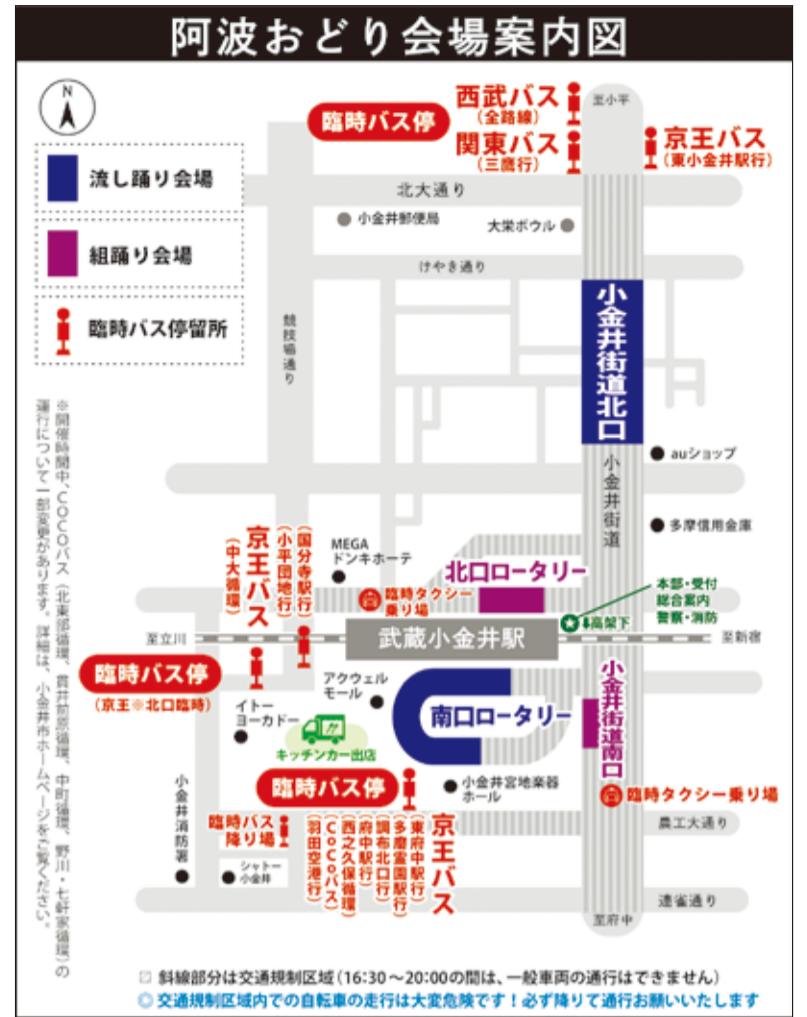 阿波おどり会場案内図
N
流し踊り会場
組踊り会場
臨時バス停留所
臨時バス停
西武バス
(全路線)
関東バス
(三鷹行)
至小平
京王バス
(東小金井駅行)
北大通り
小金井郵便局
大栄ボウル
けやき通り
競技場通り
小金井街道北口
小金井街道
auショップ
多摩信用金庫
京王バス
(中大循環)
(国分寺駅行)
(小平団地行)
MEGA
ドンキホーテ
臨時タクシー
乗り場
北口ロータリー
本部・受付
総合案内
警察・消防
⬇高架下
至立川
武蔵小金井駅
至新宿
臨時バス停
(京王※北口臨時)
イトー
ヨーカドー
アクウェル
モール
南口ロータリー
小金井街道南口
キッチンカー出店
臨時バス停
小金井宮地楽器
ホール
臨時タクシー乗り場
小金井消防署
臨時バス
降り場
シャトー
小金井
京王バス
(東府中駅行)
(多摩霊園駅行)
(調布北口行)
(府中駅行)
(西之久保循環)
(CoCoバス)
(羽田空港行)
農工大通り
連雀通り
至府中
※開催時間中、CoCoバス(北東部循環、貫井前原循環、中町循環、野川・七軒家循環)の
運行について一部変更があります。詳細は、小金井市ホームページをご覧ください。
斜線部分は交通規制区域(16:30～20:00の間は、一般車両の通行はできません)
◎交通規制区域内での自転車の走行は大変危険です！必ず降りて通行お願いいたします